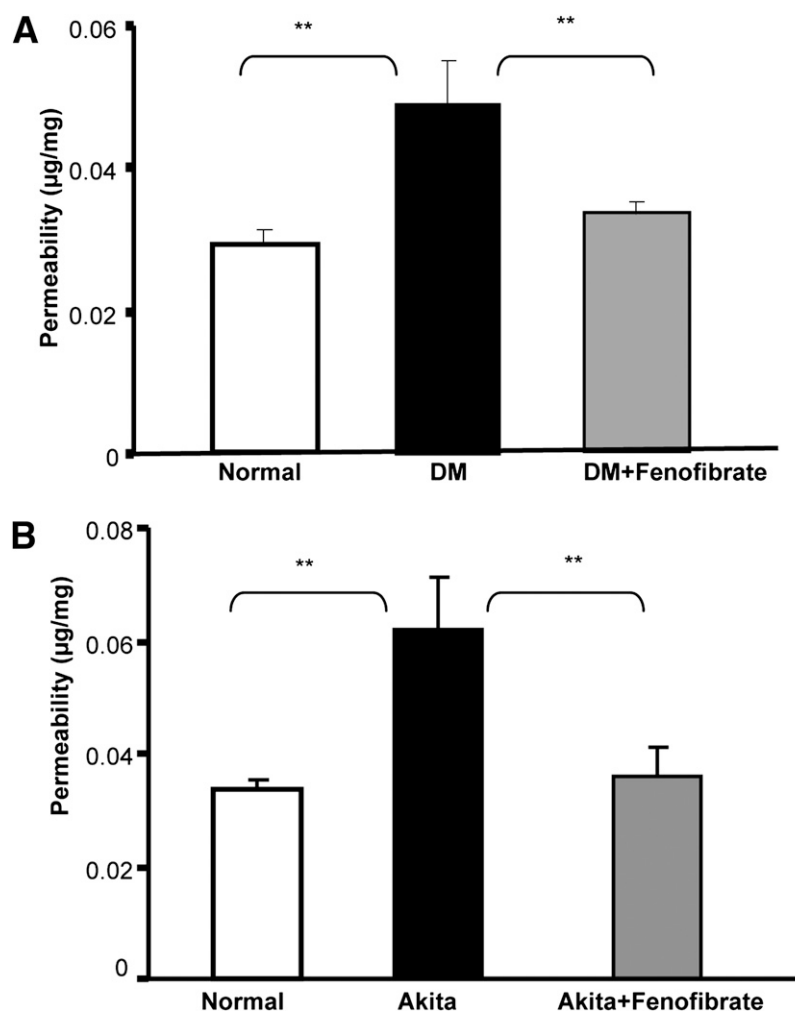 A
0.06
**
**
0.04
0.02
0
Permeability (µg/mg)
Normal DM DM+Fenofibrate
B
0.08
**
**
0.06
0.04
0.02
0
Permeability (µg/mg)
Normal Akita Akita+Fenofibrate